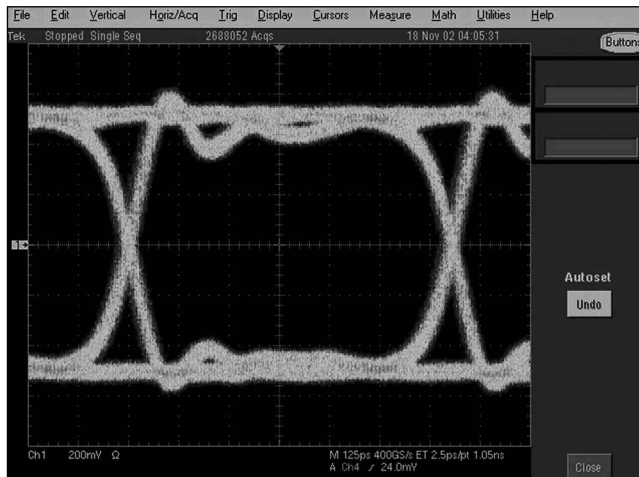 File Edit Vertical Horiz/Acq Trig Display Cursors Measure Math Utilities Help
Tek Stopped Single Seq 2688052 Acqs 18 Nov 02 04:05:31
Buttons
1
Autoset
Undo
Ch1 200mV Ω M 125ps 400GS/s ET 2.5ps/pt 1.05ns
A Ch4 ⁄ 24.0mV
Close